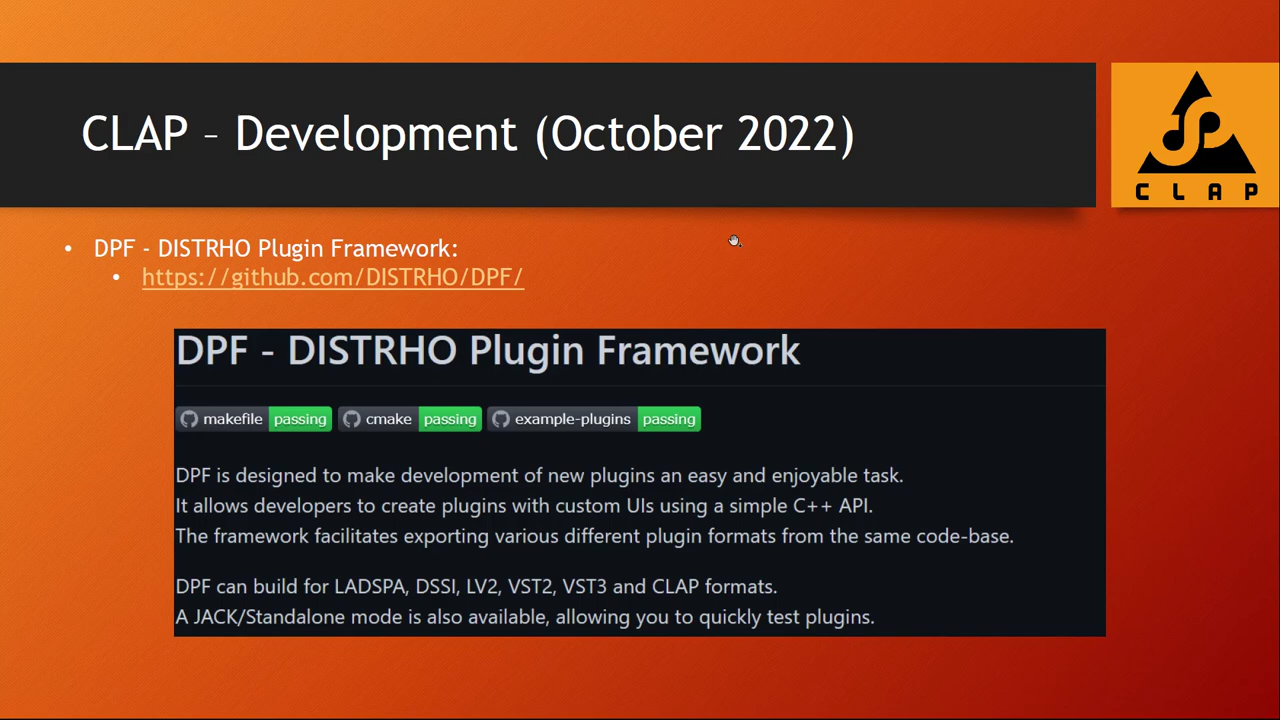 CLAP – Development (October 2022)
CLAP
• DPF - DISTRHO Plugin Framework:
• https://github.com/DISTRHO/DPF/
DPF - DISTRHO Plugin Framework
makefile passing cmake passing example-plugins passing
DPF is designed to make development of new plugins an easy and enjoyable task.
It allows developers to create plugins with custom UIs using a simple C++ API.
The framework facilitates exporting various different plugin formats from the same code-base.
DPF can build for LADSPA, DSSI, LV2, VST2, VST3 and CLAP formats.
A JACK/Standalone mode is also available, allowing you to quickly test plugins.